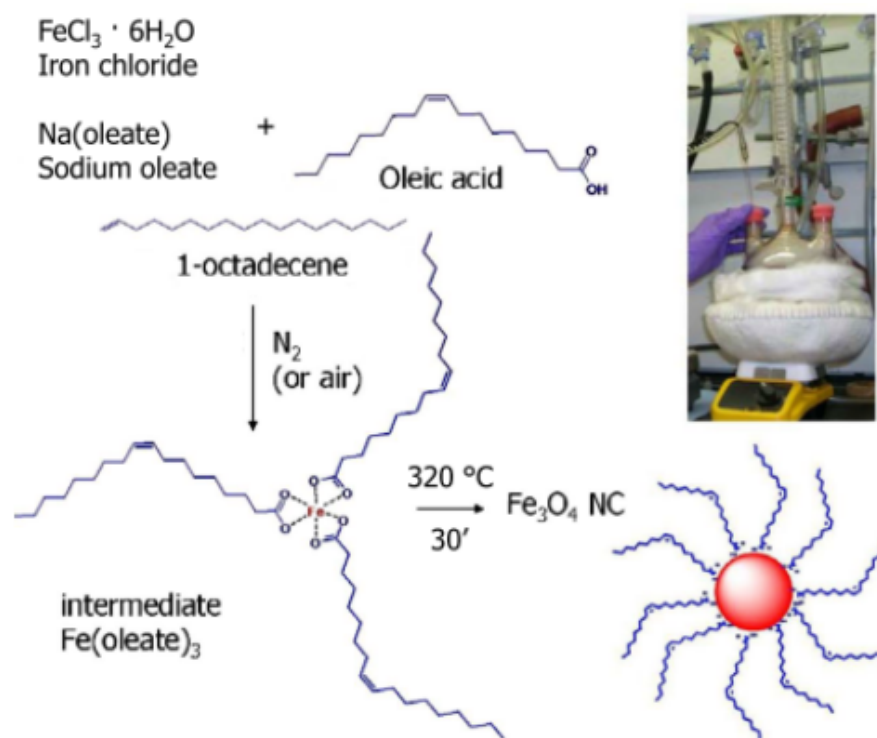 FeCl₃ · 6H₂O
Iron chloride
Na(oleate)
Sodium oleate
+
O
OH
Oleic acid
1-octadecene
N₂
(or air)
O
O
O
O
Fe
O
O
320 °C
30’
Fe₃O₄ NC
intermediate
Fe(oleate)₃